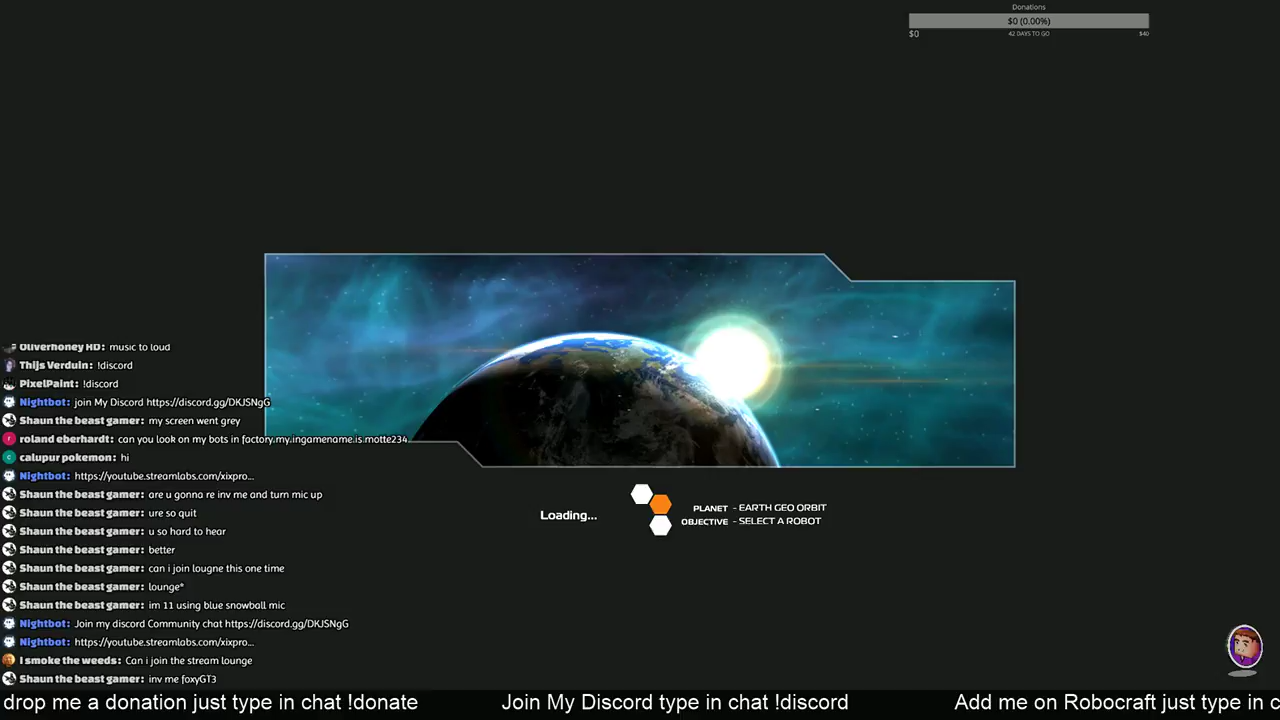 Donations
$0 (0.00%)
$0
42 DAYS TO GO
$40
Oliverhoney HD: music to loud
Thijs Verduin: !discord
PixelPaint: !discord
Nightbot: join My Discord https://discord.gg/DKJSNgG
Shaun the beast gamer: my screen went grey
roland eberhardt: can you look on my bots in factory.my.ingamename.is.motte234
calupur pokemon: hi
Nightbot: https://youtube.streamlabs.com/xixpro...
Shaun the beast gamer: are u gonna re inv me and turn mic up
Shaun the beast gamer: ure so quit
Shaun the beast gamer: u so hard to hear
Shaun the beast gamer: better
Shaun the beast gamer: can i join lougne this one time
Shaun the beast gamer: lounge*
Shaun the beast gamer: im 11 using blue snowball mic
Nightbot: Join my discord Community chat https://discord.gg/DKJSNgG
Nightbot: https://youtube.streamlabs.com/xixpro...
I smoke the weeds: Can i join the stream lounge
Shaun the beast gamer: inv me foxyGT3
Loading...
PLANET - EARTH GEO ORBIT
OBJECTIVE - SELECT A ROBOT
drop me a donation just type in chat !donate Join My Discord type in chat !discord Add me on Robocraft just type in c